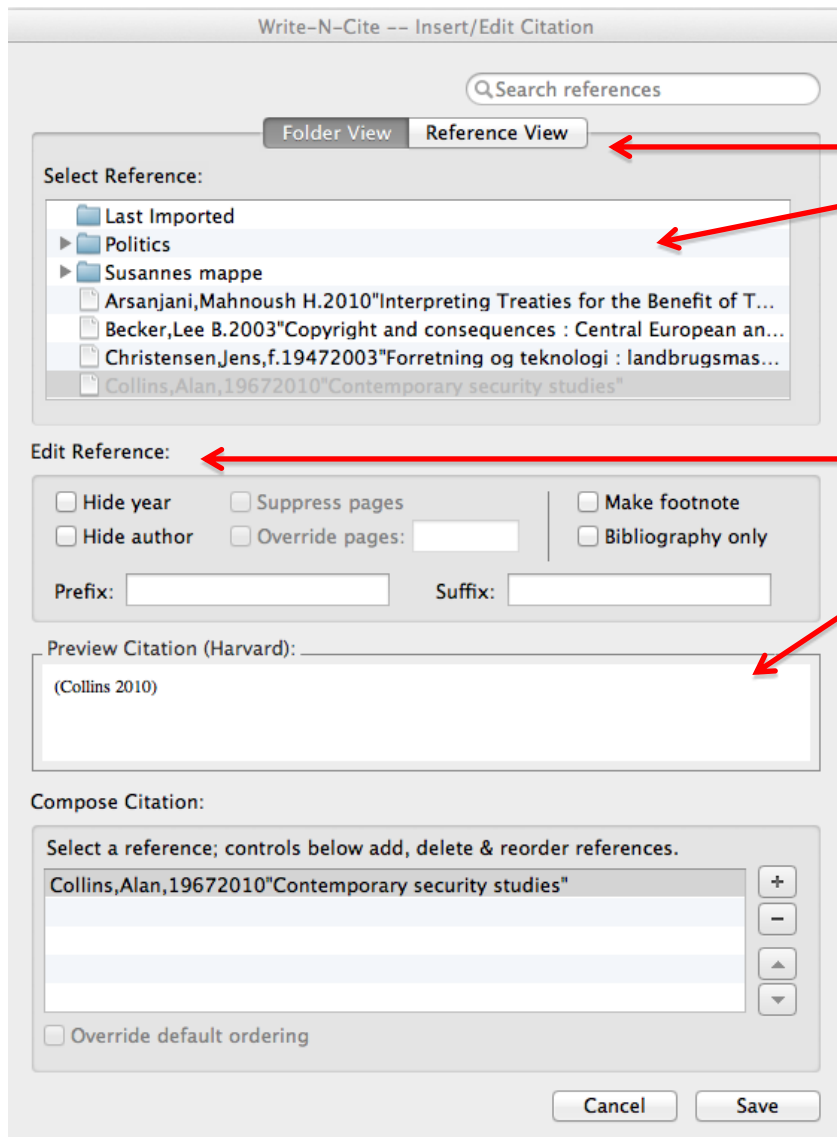 Write-N-Cite -- Insert/Edit Citation
Search references
Folder View Reference View
Select Reference:
Last Imported
Politics
Susannes mappe
Arsanjani,Mahnoush H.2010"Interpreting Treaties for the Benefit of T...
Becker,Lee B.2003"Copyright and consequences : Central European an...
Christensen,Jens,f.19472003"Forretning og teknologi : landbrugsmas...
Collins,Alan,19672010"Contemporary security studies"
Edit Reference:
Hide year Suppress pages Make footnote
Hide author Override pages: Bibliography only
Prefix: Suffix:
Preview Citation (Harvard):
(Collins 2010)
Compose Citation:
Select a reference; controls below add, delete & reorder references.
Collins,Alan,19672010"Contemporary security studies"
Override default ordering
Cancel Save